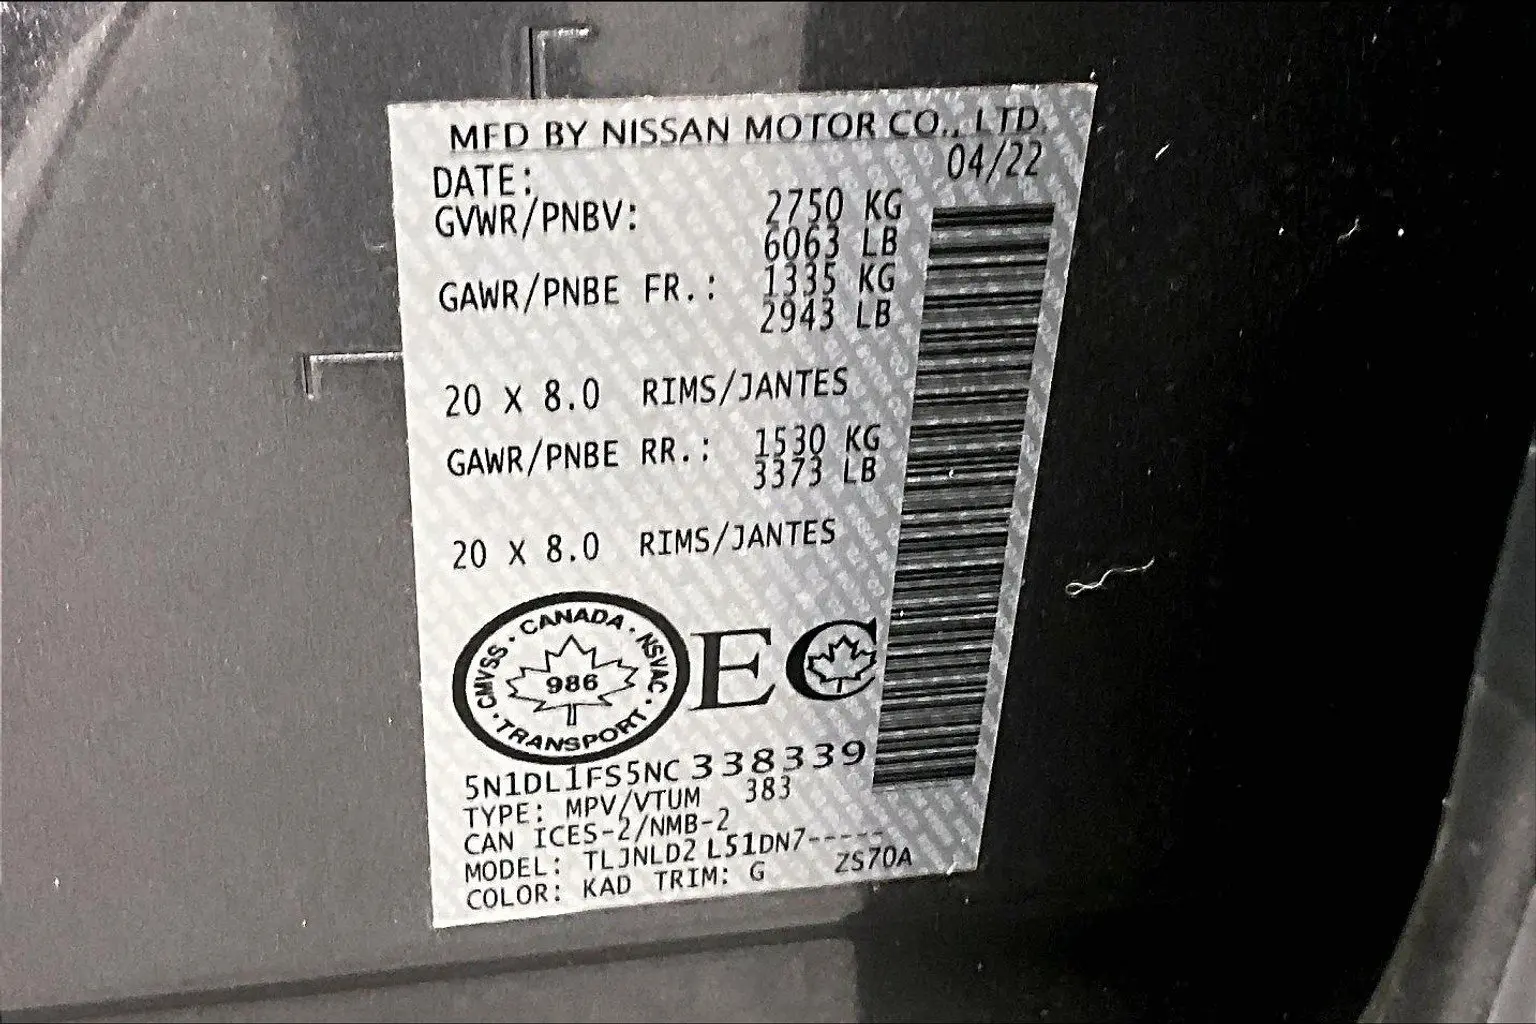 MFD BY NISSAN MOTOR CO., LTD.
DATE: 04/22
GVWR/PNBV: 2750 KG
6063 LB
GAWR/PNBE FR.: 1335 KG
2943 LB
20 X 8.0 RIMS/JANTES
GAWR/PNBE RR.: 1530 KG
3373 LB
20 X 8.0 RIMS/JANTES
CANADA · NSVAC · TRANSPORT · CMVSS ·
986
EC
5N1DL1FS5NC338339
TYPE: MPV/VTUM 383
CAN ICES-2/NMB-2
MODEL: TLJNLD2 L51DN7-----
COLOR: KAD TRIM: G ZS70A